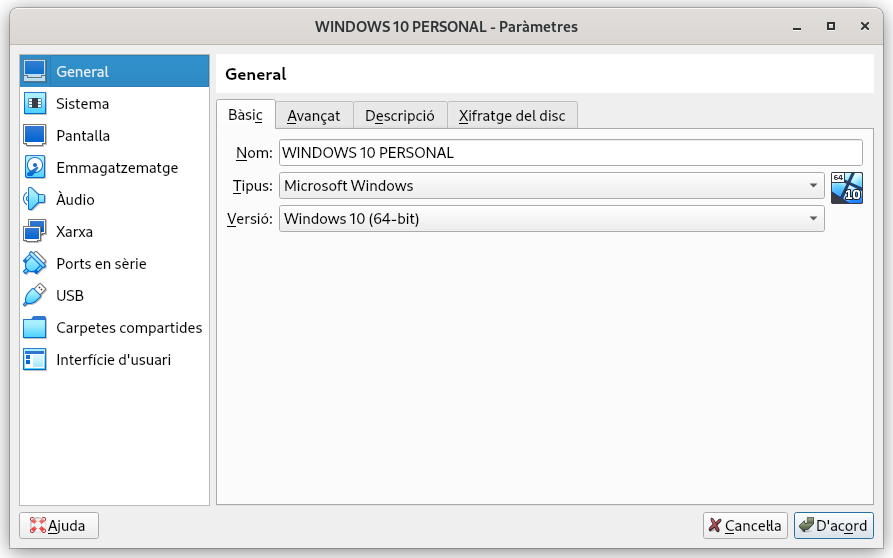 WINDOWS 10 PERSONAL - Paràmetres
General
Sistema
Pantalla
Emmagatzematge
Àudio
Xarxa
Ports en sèrie
USB
Carpetes compartides
Interfície d'usuari
General
Bàsic Avançat Descripció Xifratge del disc
Nom: WINDOWS 10 PERSONAL
Tipus: Microsoft Windows
64
10
Versió: Windows 10 (64-bit)
Ajuda Cancel·la D'acord